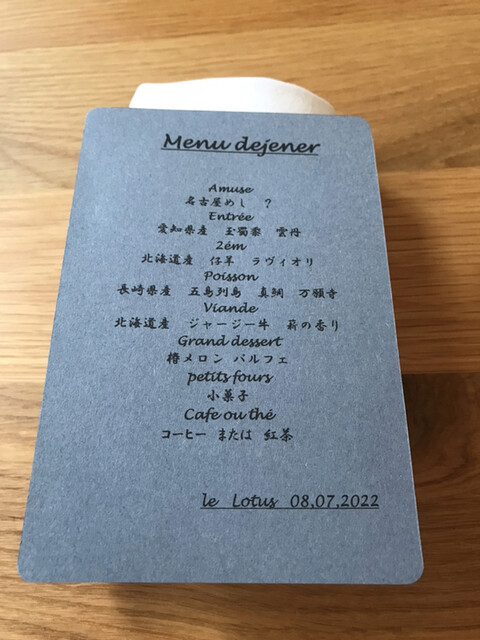 Menu dejener
Amuse
名古屋めし ？
Entrée
愛知県産 玉蜀黍 雲丹
2ém
北海道産 仔羊 ラヴィオリ
Poisson
長崎県産 五島列島 真鯛 万願寺
Viande
北海道産 ジャージー牛 薪の香り
Grand dessert
椿メロン パルフェ
petits fours
小菓子
Cafe ou thé
コーヒー または 紅茶
le Lotus 08,07,2022